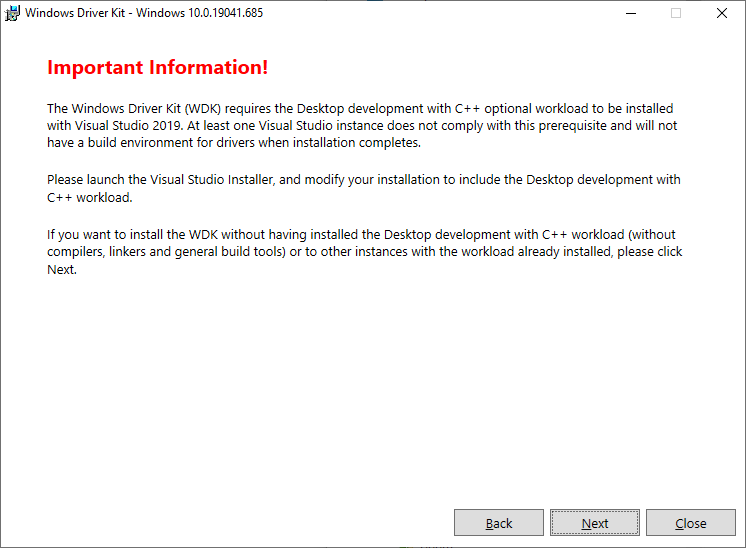 Windows Driver Kit - Windows 10.0.19041.685
Important Information!
The Windows Driver Kit (WDK) requires the Desktop development with C++ optional workload to be installed
with Visual Studio 2019. At least one Visual Studio instance does not comply with this prerequisite and will not
have a build environment for drivers when installation completes.
Please launch the Visual Studio Installer, and modify your installation to include the Desktop development with
C++ workload.
If you want to install the WDK without having installed the Desktop development with C++ workload (without
compilers, linkers and general build tools) or to other instances with the workload already installed, please click
Next.
Back Next Close